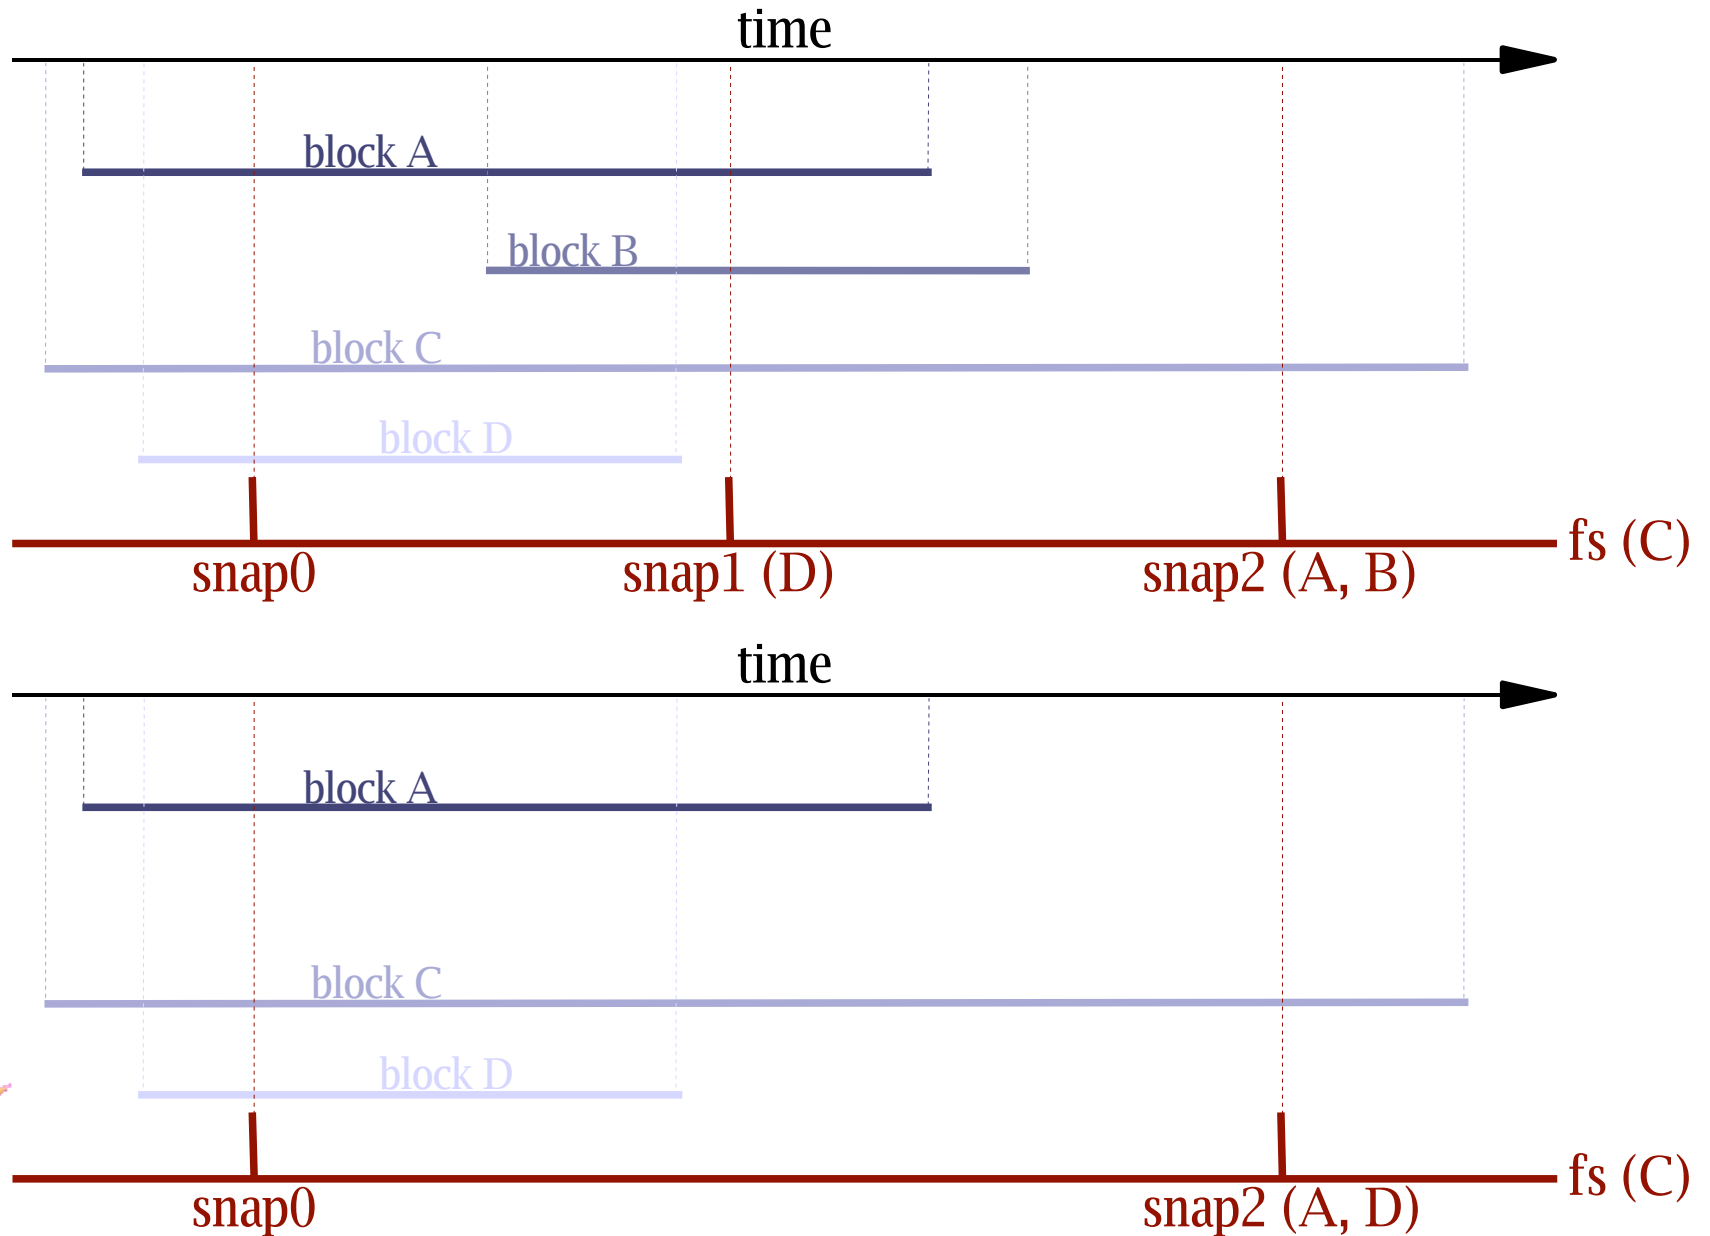 time
block A
block B
block C
block D
fs (C)
snap0 snap1 (D) snap2 (A, B)
time
block A
block C
block D
fs (C)
snap0 snap2 (A, D)